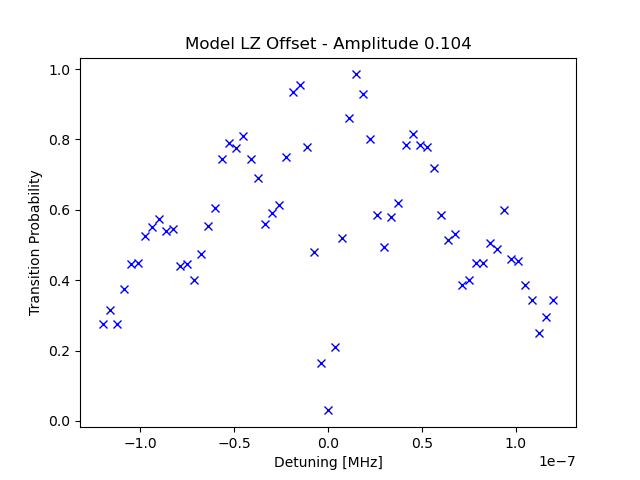 Model LZ Offset - Amplitude 0.104
1.0
0.8
0.6
0.4
0.2
0.0
Transition Probability
−1.0 −0.5 0.0 0.5 1.0
1e−7
Detuning [MHz]